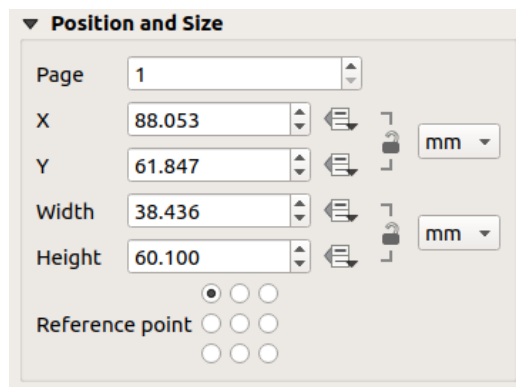 Position and Size
Page 1
X 88.053
mm
Y 61.847
Width 38.436
mm
Height 60.100
Reference point